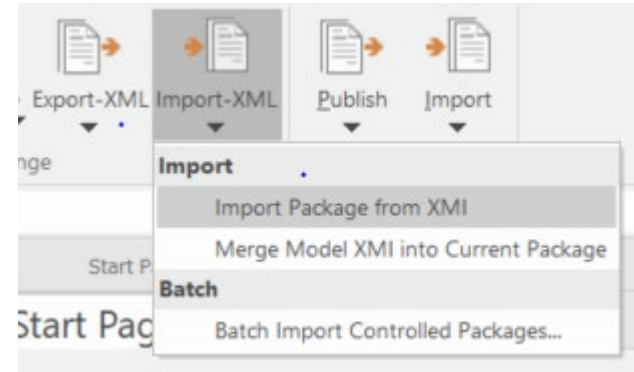 Export-XML Import-XML Publish Import
nge
Import
Import Package from XMI
Merge Model XMI into Current Package
Start P
Batch
Start Pag
Batch Import Controlled Packages...